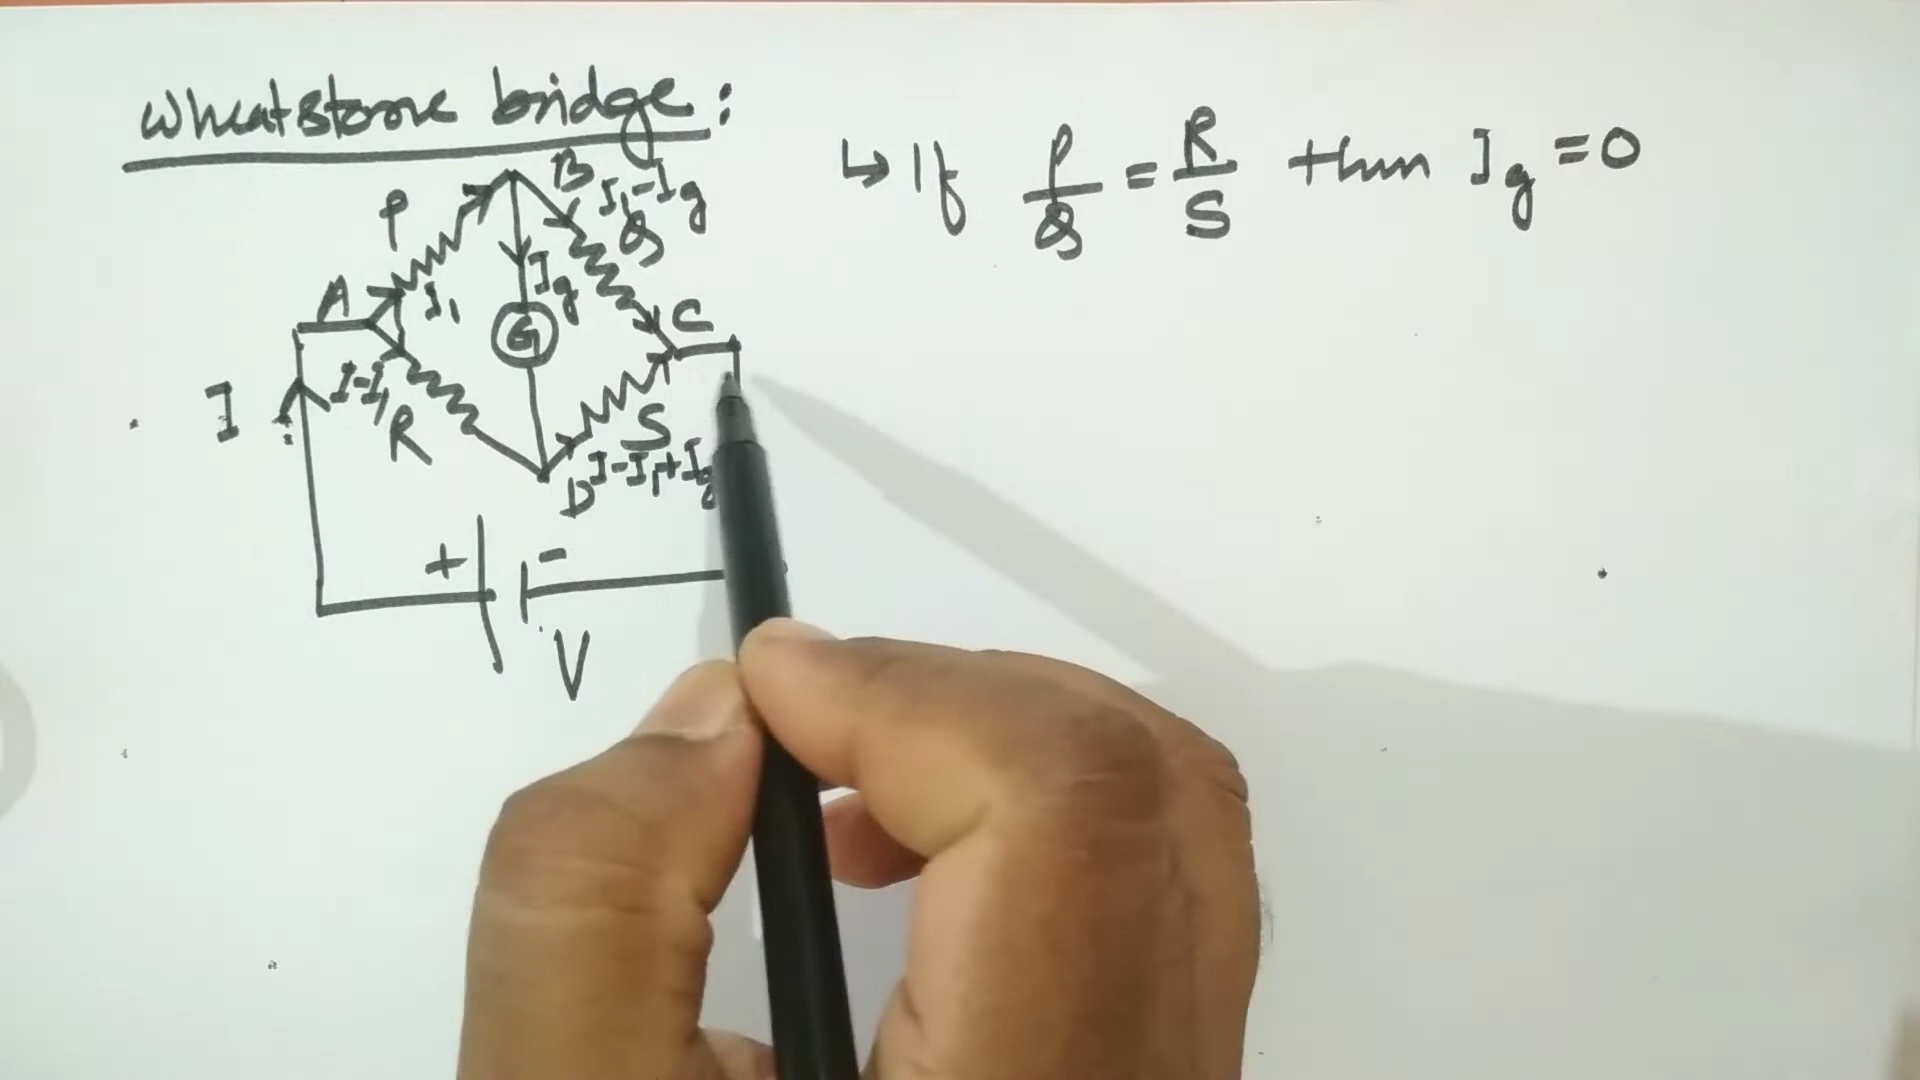 Wheatstone bridge:
↳ If P/Q = R/S then Ig = 0
B
P
I1-Ig
Q
A
I1
Ig
G
C
I
I-I1
R
S
D
I-I1+Ig
+
-
V